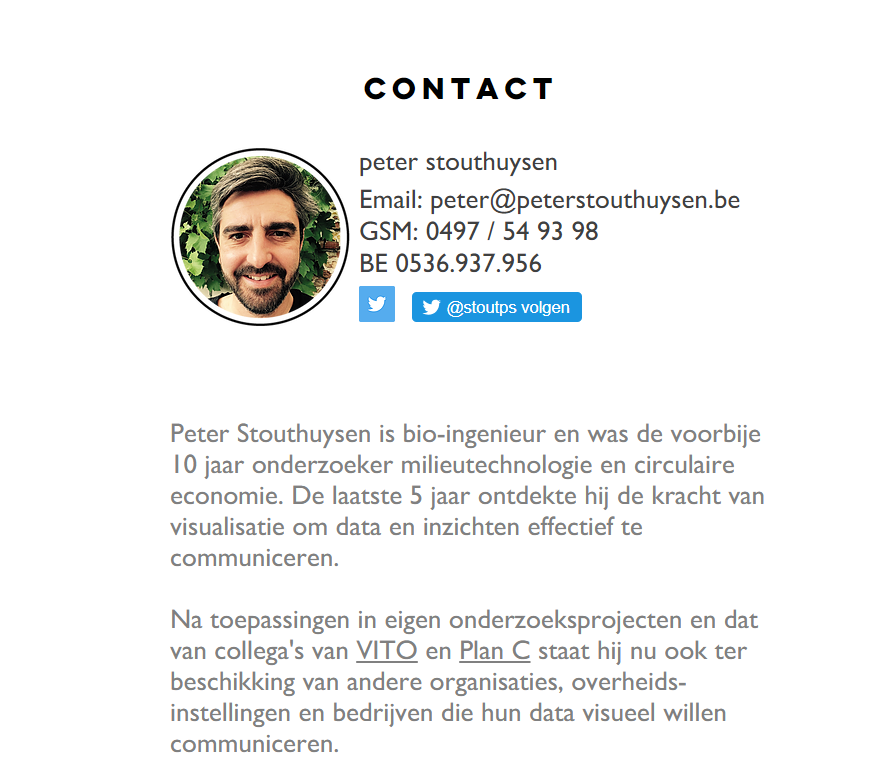 CONTACT
peter stouthuysen
Email: peter@peterstouthuysen.be
GSM: 0497 / 54 93 98
BE 0536.937.956
@stoutps volgen
Peter Stouthuysen is bio-ingenieur en was de voorbije
10 jaar onderzoeker milieutechnologie en circulaire
economie. De laatste 5 jaar ontdekte hij de kracht van
visualisatie om data en inzichten effectief te
communiceren.
Na toepassingen in eigen onderzoeksprojecten en dat
van collega's van VITO en Plan C staat hij nu ook ter
beschikking van andere organisaties, overheids-
instellingen en bedrijven die hun data visueel willen
communiceren.